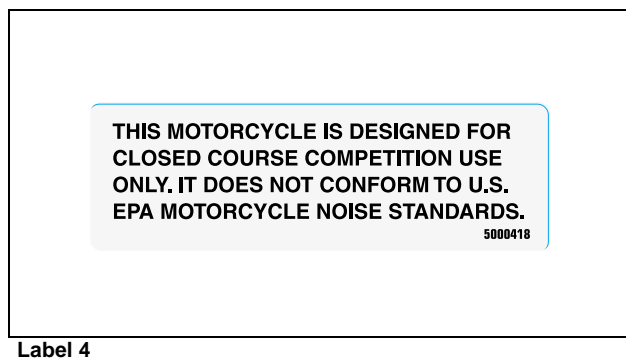 THIS MOTORCYCLE IS DESIGNED FOR
CLOSED COURSE COMPETITION USE
ONLY. IT DOES NOT CONFORM TO U.S.
EPA MOTORCYCLE NOISE STANDARDS.
5000418
Label 4